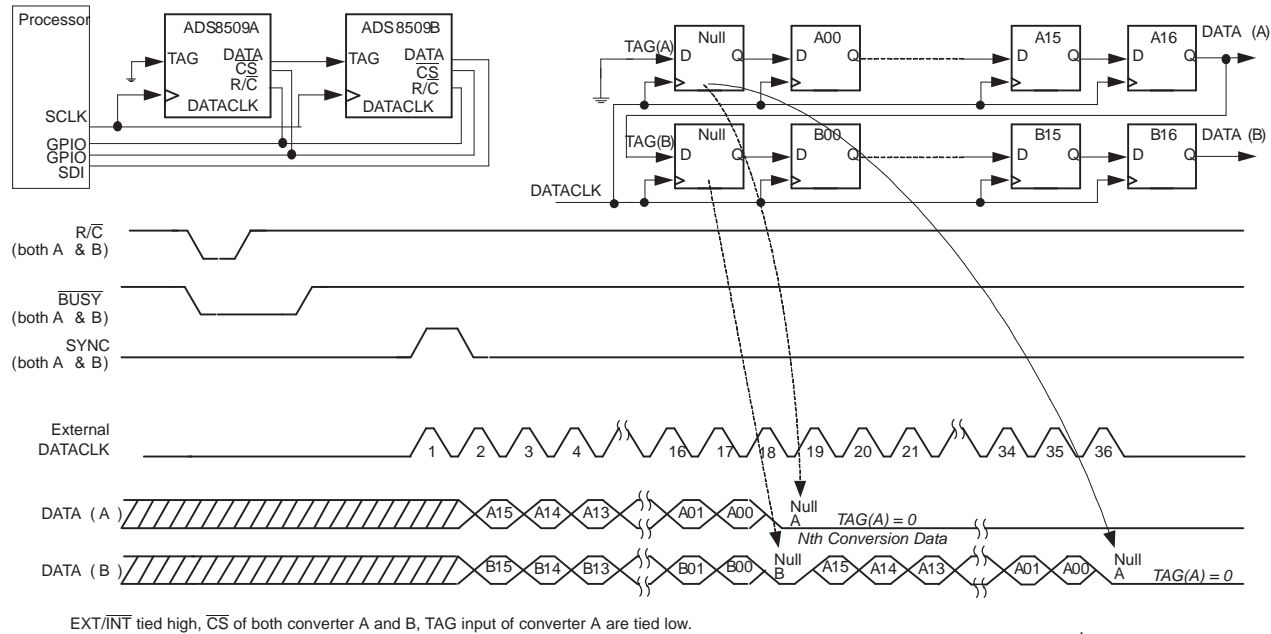 Processor
ADS8509A
ADS8509B
TAG
DATA
CS
R/C
DATACLK
TAG
DATA
CS
R/C
DATACLK
SCLK
GPIO
GPIO
SDI
TAG(A)
Null
D
Q
A00
D
Q
A15
D
Q
A16
D
Q
DATA (A)
TAG(B)
Null
D
Q
B00
D
Q
B15
D
Q
B16
D
Q
DATA (B)
DATACLK
R/C
(both A & B)
BUSY
(both A & B)
SYNC
(both A & B)
External
DATACLK
1 2 3 4 16 17 18 19 20 21 34 35 36
DATA (A)
A15 A14 A13 A01 A00
Null
A
TAG(A) = 0
Nth Conversion Data
DATA (B)
B15 B14 B13 B01 B00
Null
B
A15 A14 A13 A01 A00
Null
A
TAG(A) = 0
EXT/INT tied high, CS of both converter A and B, TAG input of converter A are tied low.